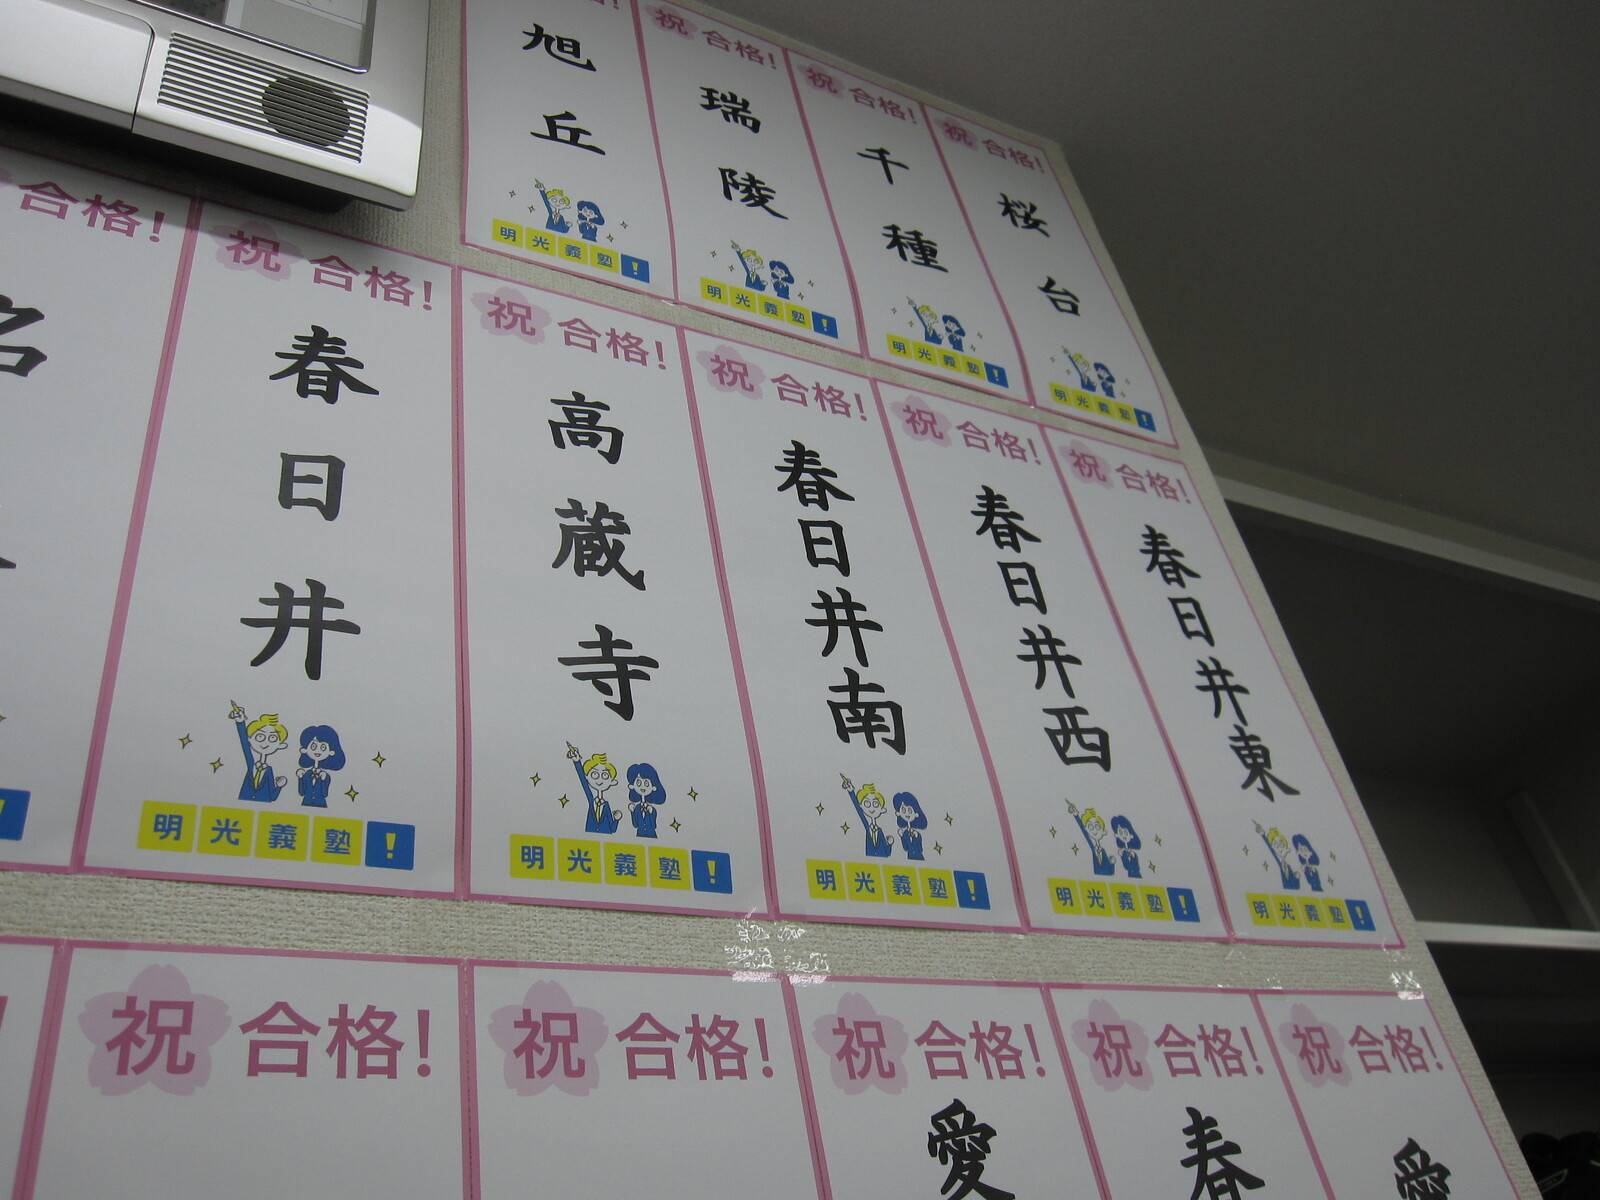 祝 合格!
旭丘
明光義塾!
祝 合格!
瑞陵
明光義塾!
祝 合格!
千種
明光義塾!
祝 合格!
桜台
明光義塾!
合格!
名
!
祝 合格!
春日井
明光義塾!
祝 合格!
高蔵寺
明光義塾!
祝 合格!
春日井南
明光義塾!
祝 合格!
春日井西
明光義塾!
祝 合格!
春日井東
明光義塾!
!
祝 合格!
祝 合格!
祝 合格!
愛
祝 合格!
春
祝 合格!
愛